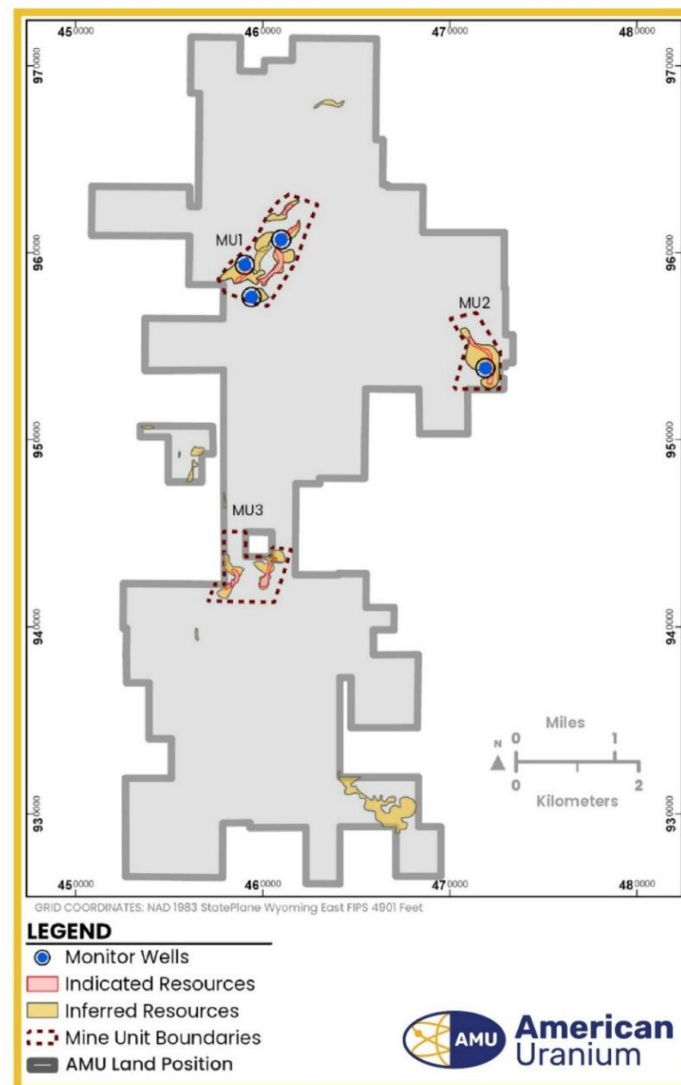 450000 460000 470000 480000
970000
970000
960000
960000
MU1
MU2
950000
950000
MU3
940000
940000
Miles
N 0 1
0 2
Kilometers
930000
930000
450000 460000 470000 480000
GRID COORDINATES: NAD 1983 StatePlane Wyoming East FIPS 4901 Feet
LEGEND
Monitor Wells
Indicated Resources
Inferred Resources
Mine Unit Boundaries
AMU Land Position
AMU
American
Uranium